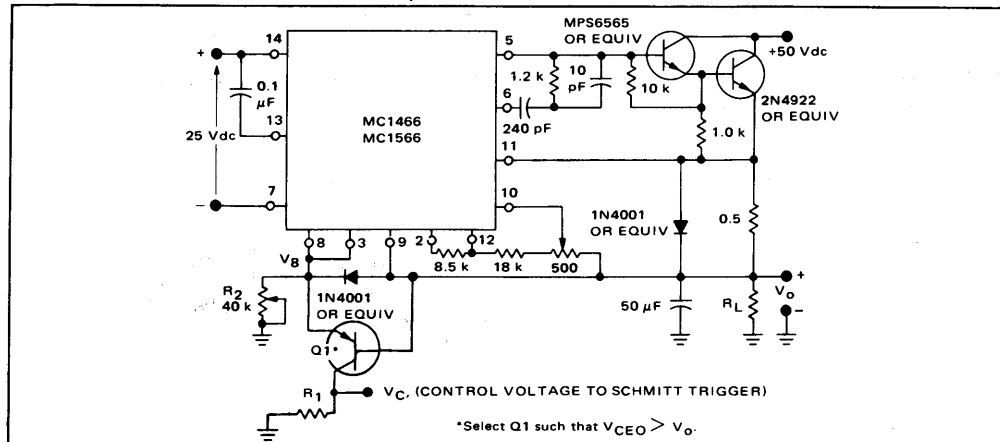 MPS6565
OR EQUIV
+50 Vdc
14
5
+
1.2 k
10
pF
10 k
0.1
µF
6
2N4922
OR EQUIV
MC1466
MC1566
240 pF
25 Vdc
13
11
1.0 k
10
7
−
1N4001
OR EQUIV
0.5
8
3
9
2
12
V8
8.5 k
18 k
500
+
R2
40 k
1N4001
OR EQUIV
50 µF
RL
Vo
−
Q1*
VC, (CONTROL VOLTAGE TO SCHMITT TRIGGER)
R1
*Select Q1 such that VCEO > Vo.